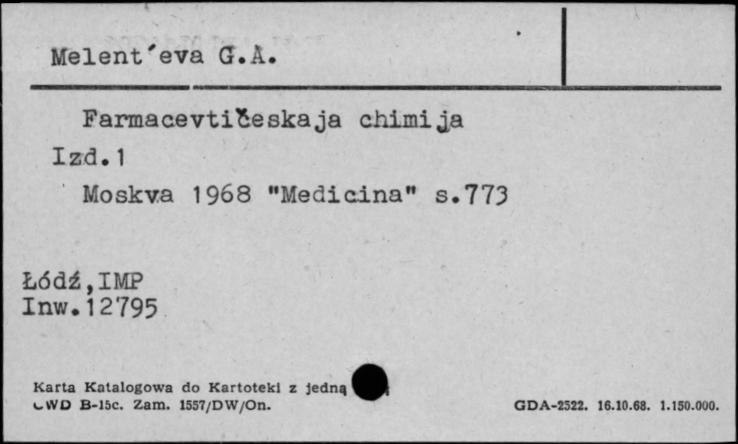 Melent´eva G.A.
Farmacevtičeskaja chimija
Izd.1
Moskva 1968 "Medicina" s.773
Łódź,IMP
Inw.12795
Karta Katalogowa do Kartoteki z jedną
CWD B-15c. Zam. 1557/DW/On.
GDA-2522. 16.10.68. 1.150.000.